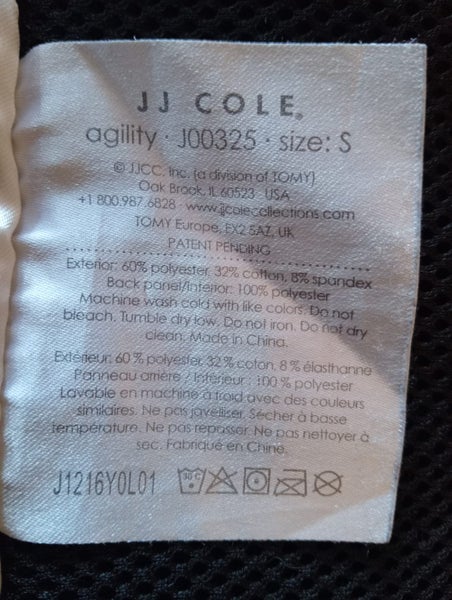 JJ COLE®
agility · J00325 · size: S
© JJCC, Inc. (a division of TOMY)
Oak Brook, IL 60523 · USA
+1 800.987.6828 · www.jjcolecollections.com
TOMY Europe, EX2 5AZ, UK
PATENT PENDING
Exterior: 60% polyester, 32% cotton, 8% spandex
Back panel/Interior: 100% polyester
Machine wash cold with like colors. Do not
bleach. Tumble dry low. Do not iron. Do not dry
clean. Made in China.
Extérieur: 60 % polyester, 32 % coton, 8 % élasthanne
Panneau arrière / Intérieur : 100 % polyester
Lavable en machine à froid avec des couleurs
similaires. Ne pas javelliser. Sécher à basse
température. Ne pas repasser. Ne pas nettoyer à
sec. Fabriqué en Chine.
J1216Y0L01